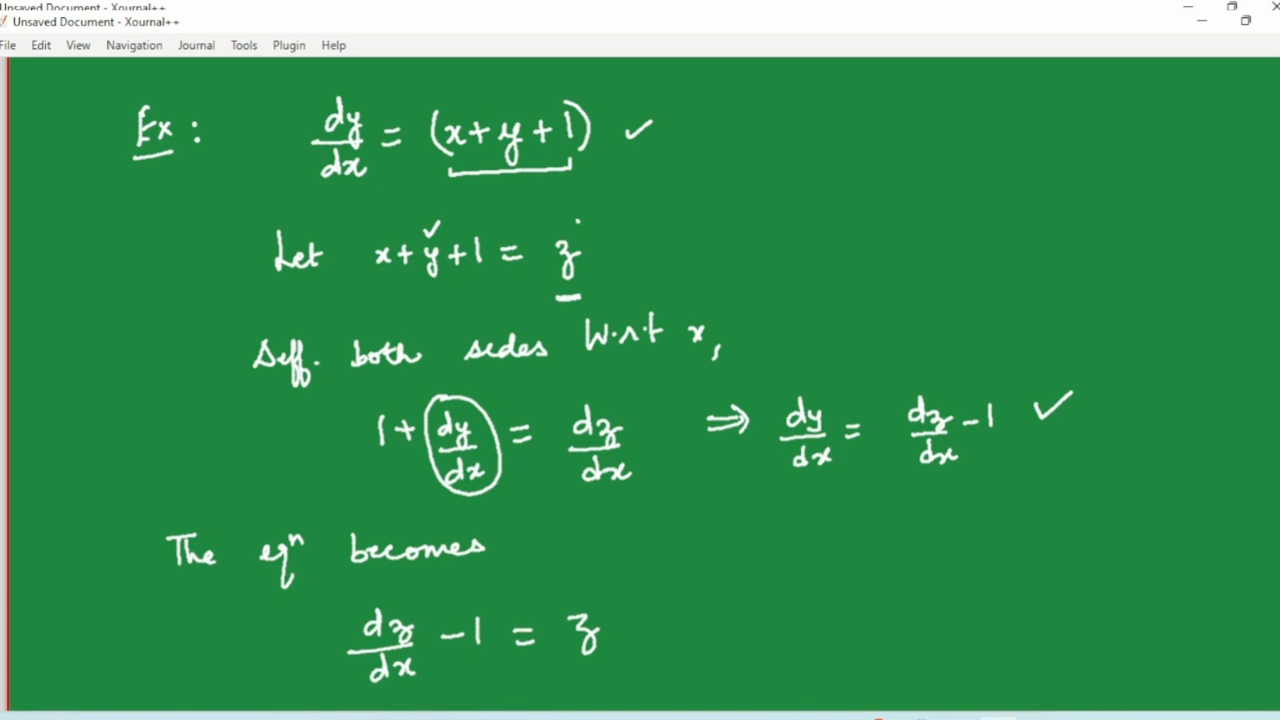 Unsaved Document - Xournal++
Unsaved Document - Xournal++
File Edit View Navigation Journal Tools Plugin Help
Ex : dy/dx = (x+y+1) ✓
Let x+y+1 = z
Diff. both sides w.r.t x,
1+ dy/dx = dz/dx ⇒ dy/dx = dz/dx -1 ✓
The eqⁿ becomes
dz/dx -1 = z